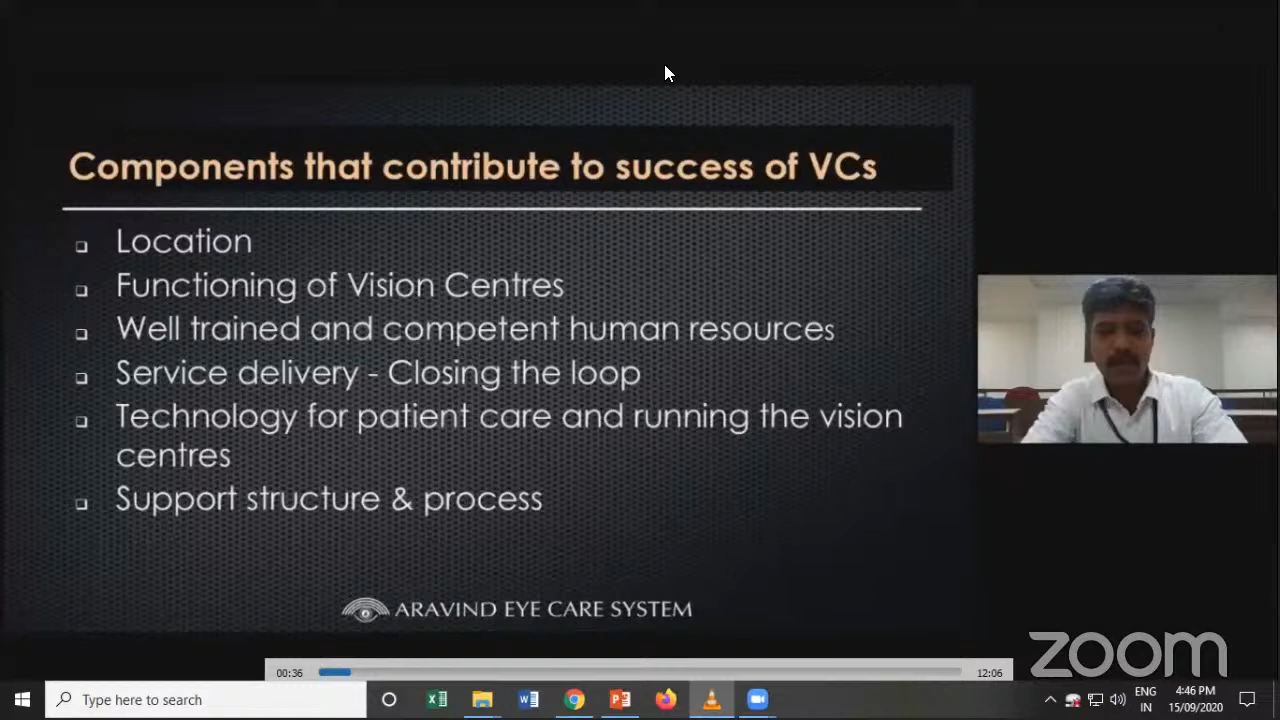 Components that contribute to success of VCs
Location
Functioning of Vision Centres
Well trained and competent human resources
Service delivery - Closing the loop
Technology for patient care and running the vision
centres
Support structure & process
ARAVIND EYE CARE SYSTEM
zoom
00:36
12:06
Type here to search
ENG
IN
4:46 PM
15/09/2020